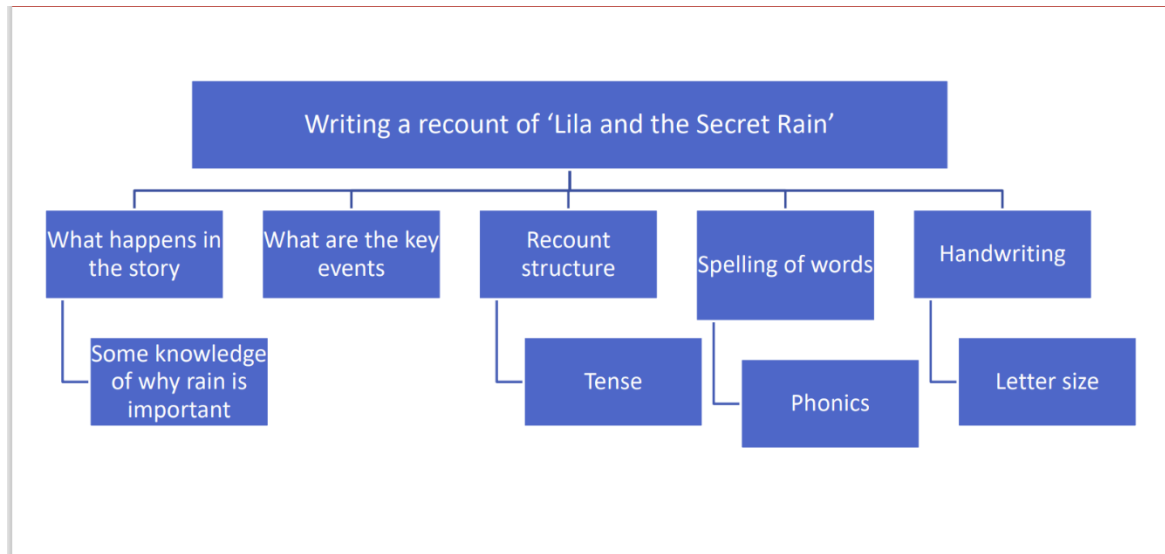 Writing a recount of ‘Lila and the Secret Rain’
What happens in
the story
What are the key
events
Recount
structure
Spelling of words
Handwriting
Some knowledge
of why rain is
important
Tense
Phonics
Letter size